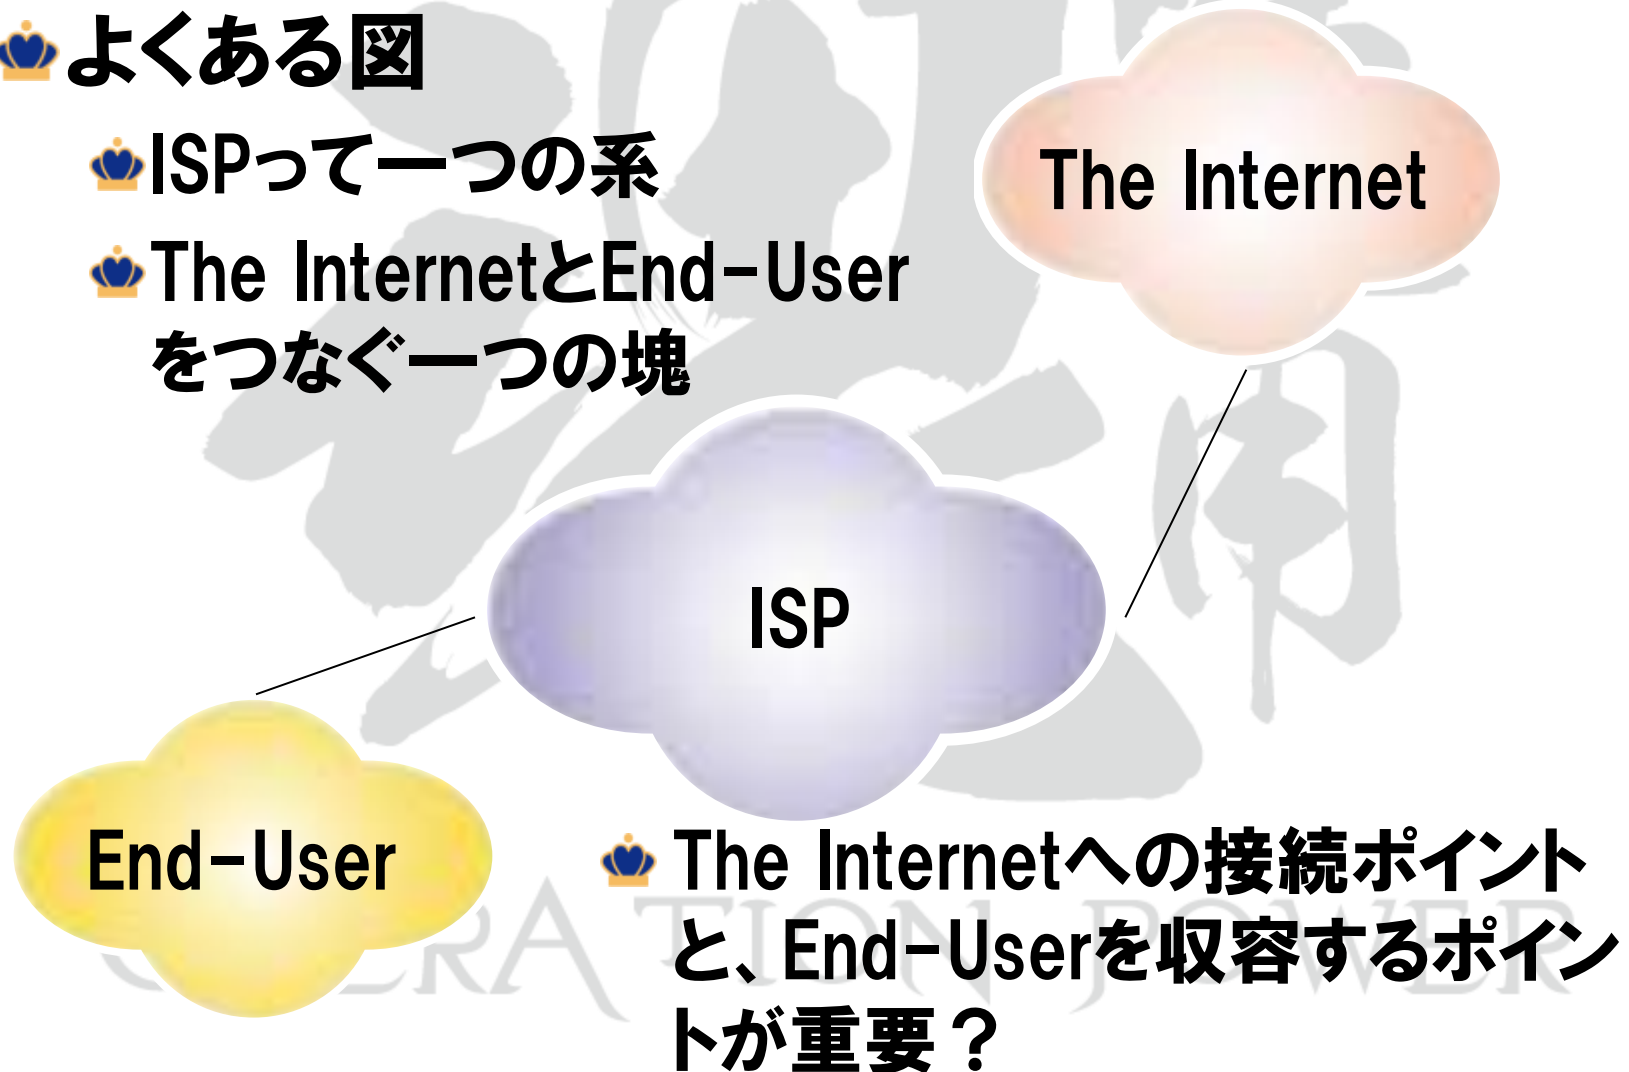 よくある図
ISPって一つの系
The InternetとEnd-User
をつなぐ一つの塊
The Internet
ISP
End-User
The Internetへの接続ポイント
と、End-Userを収容するポイン
トが重要？
ERATION POWER